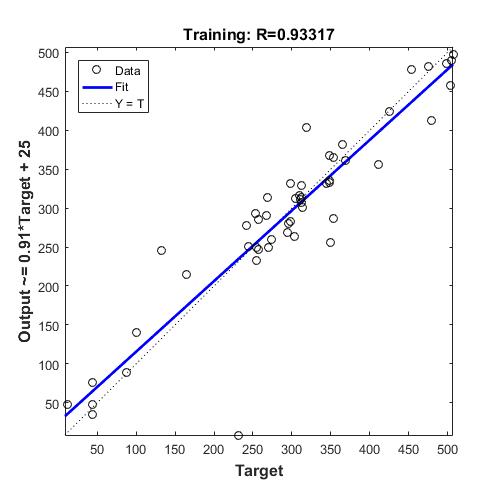 Training: R=0.93317
Data
Fit
Y = T
Output ~= 0.91*Target + 25
500
450
400
350
300
250
200
150
100
50
50 100 150 200 250 300 350 400 450 500
Target